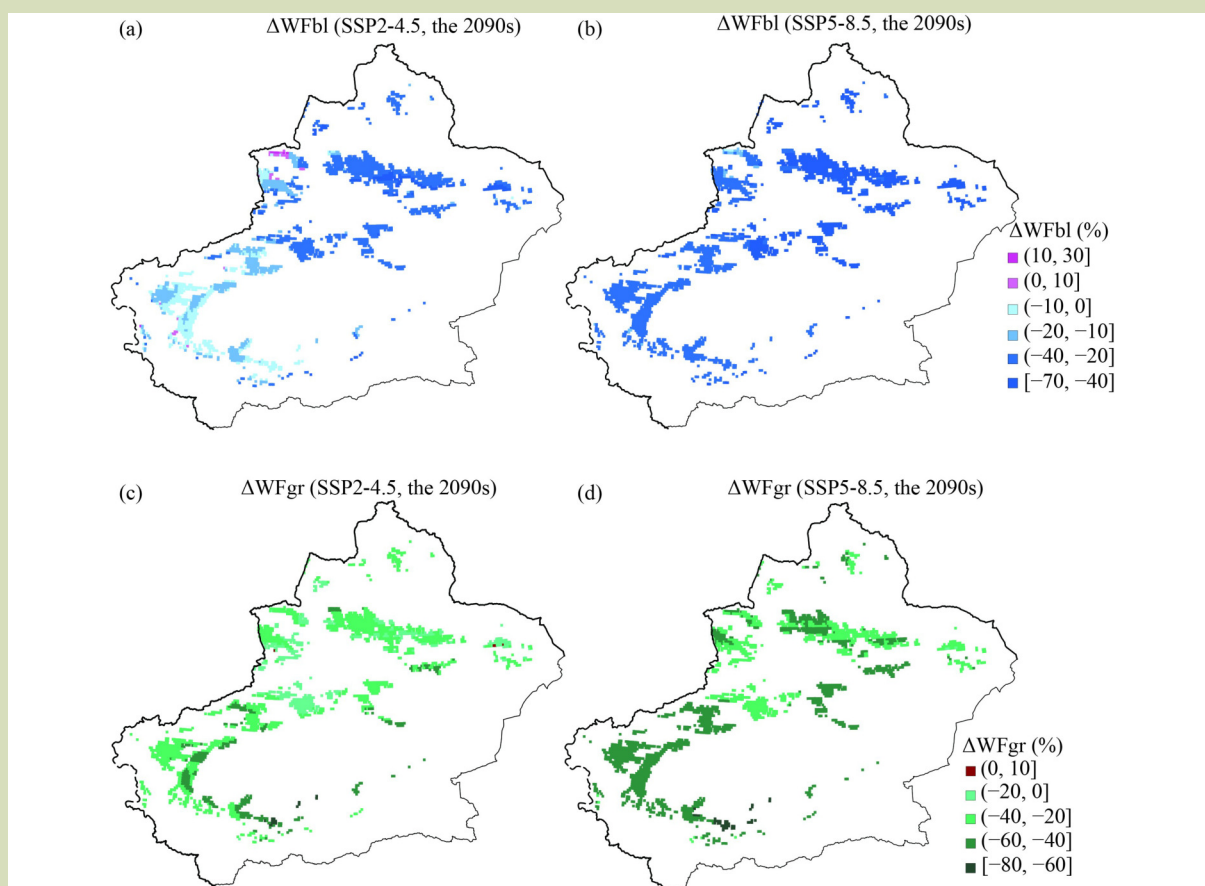 (a)
ΔWFbl (SSP2-4.5, the 2090s)
(b)
ΔWFbl (SSP5-8.5, the 2090s)
ΔWFbl (%)
(10, 30]
(0, 10]
(−10, 0]
(−20, −10]
(−40, −20]
[−70, −40]
(c)
ΔWFgr (SSP2-4.5, the 2090s)
(d)
ΔWFgr (SSP5-8.5, the 2090s)
ΔWFgr (%)
(0, 10]
(−20, 0]
(−40, −20]
(−60, −40]
[−80, −60]